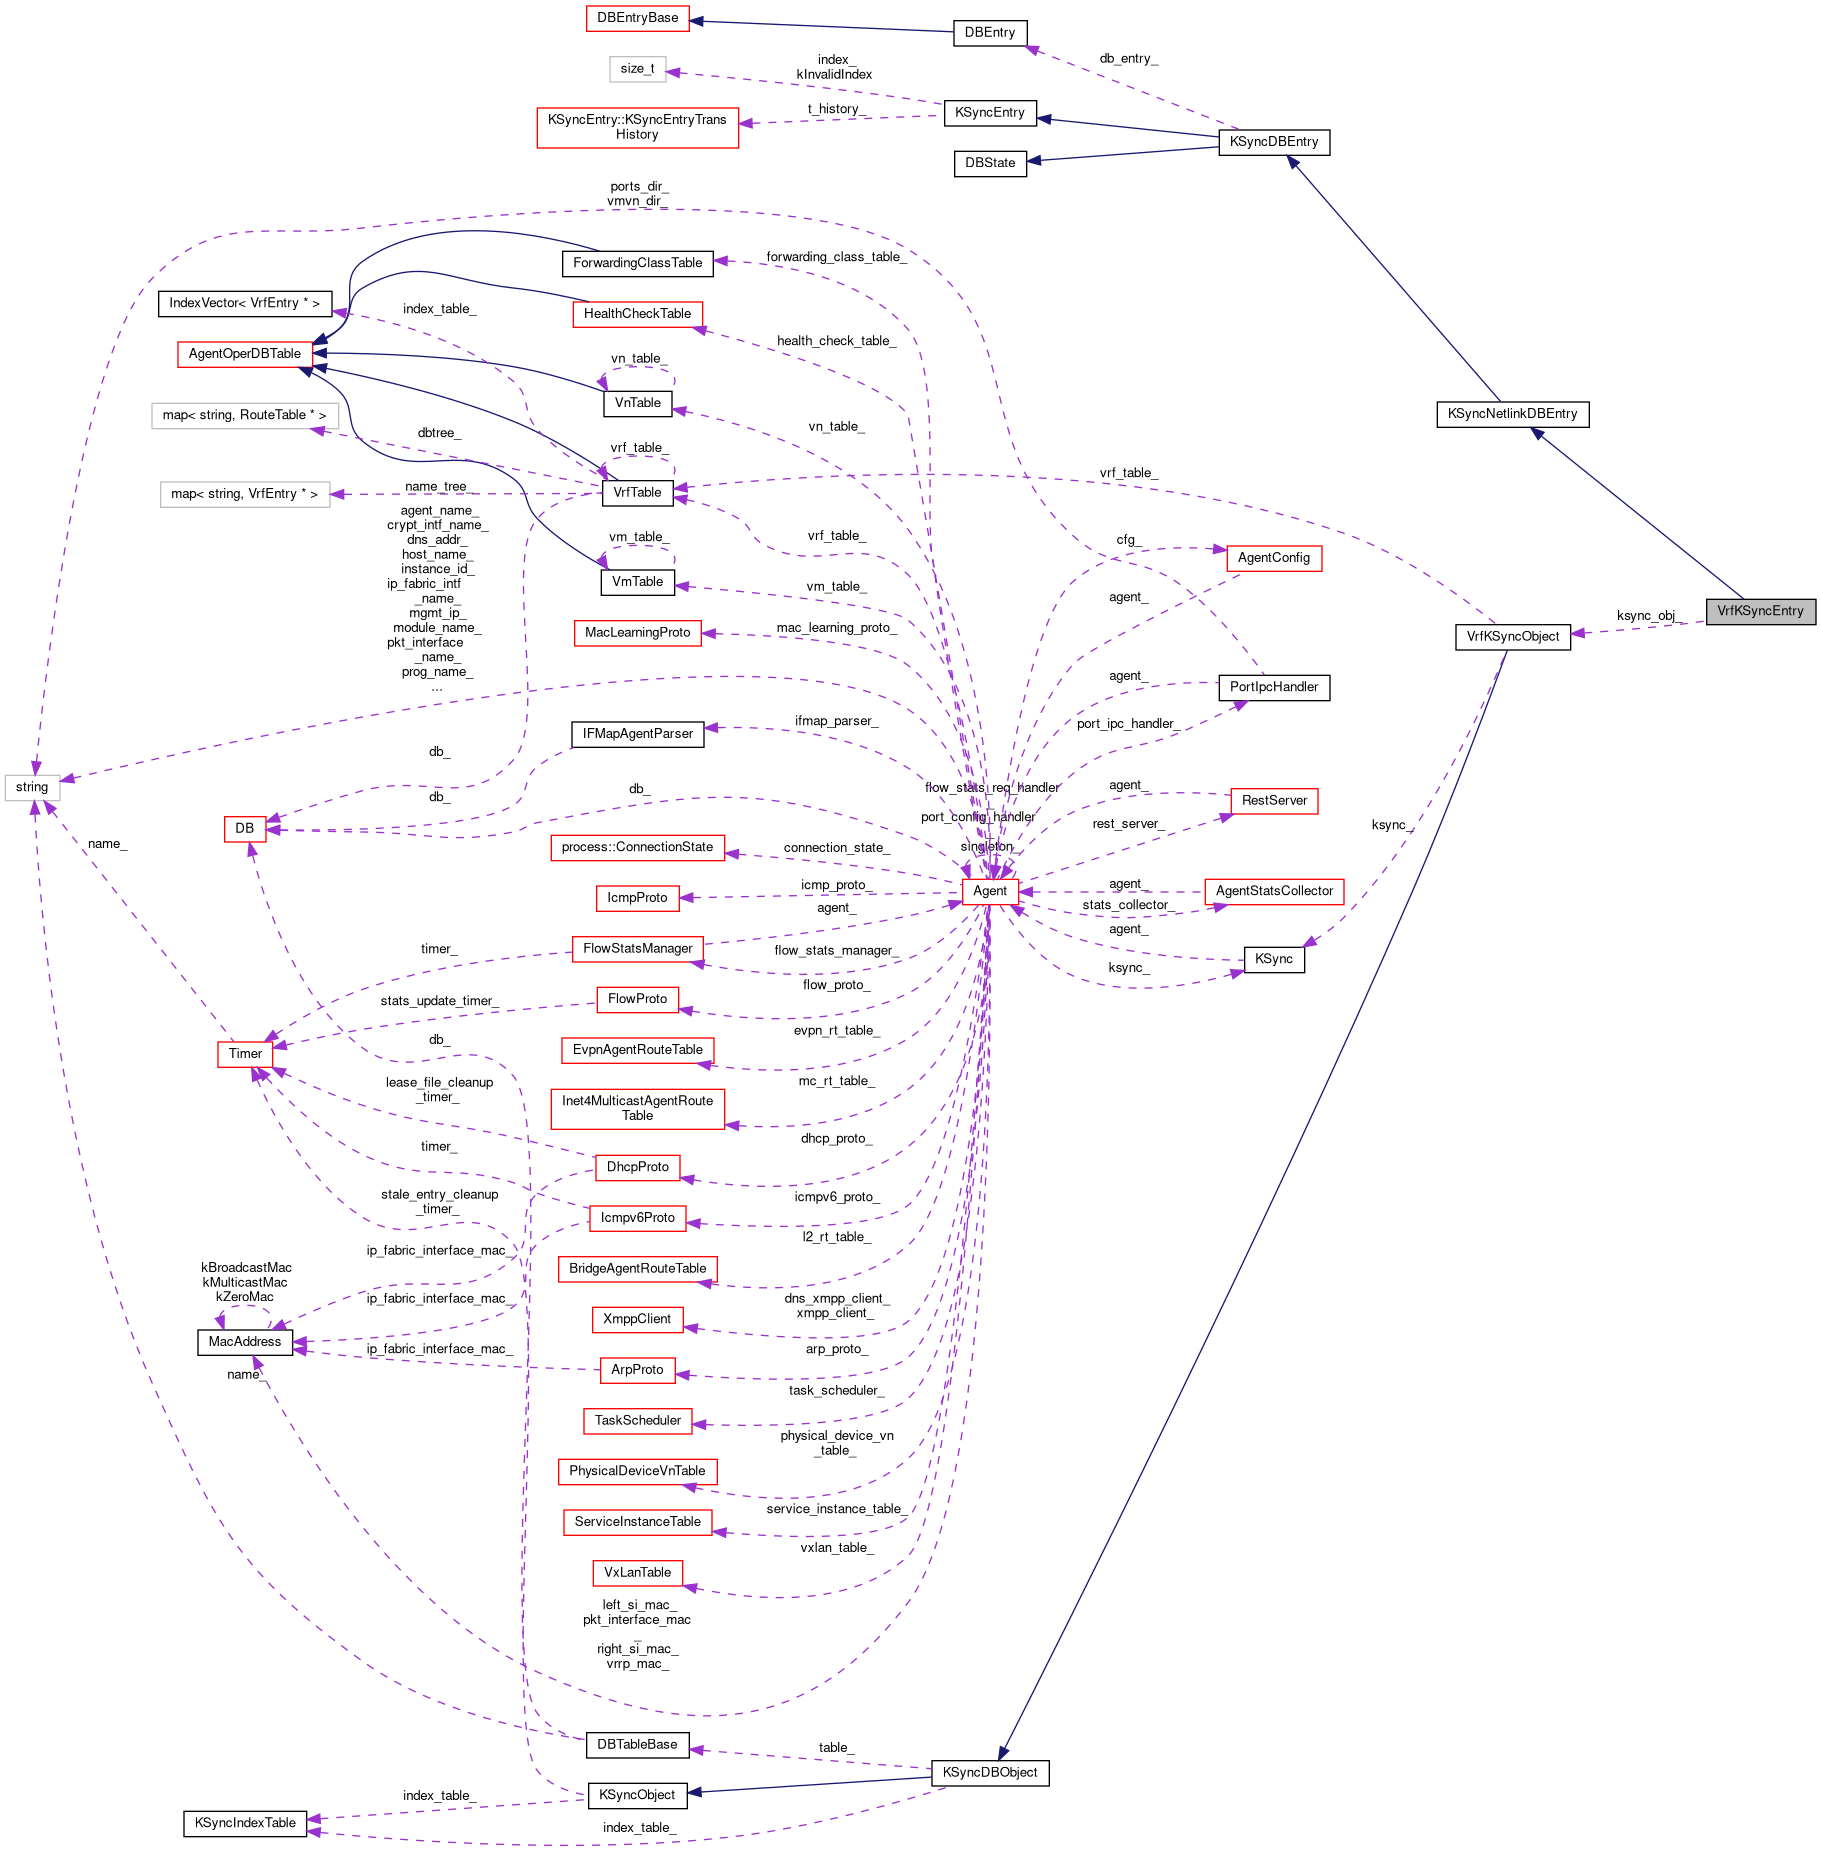 DBEntryBase
DBEntry
db_entry_
size_t
index_
kInvalidIndex
KSyncEntry::KSyncEntryTrans
History
t_history_
KSyncEntry
KSyncDBEntry
DBState
ports_dir_
vmvn_dir_
ForwardingClassTable
forwarding_class_table_
IndexVector< VrfEntry * >
index_table_
HealthCheckTable
health_check_table_
AgentOperDBTable
vn_table_
VnTable
vn_table_
map< string, RouteTable * >
dbtree_
KSyncNetlinkDBEntry
vrf_table_
VrfTable
vrf_table_
map< string, VrfEntry * >
name_tree_
agent_name_
crypt_intf_name_
dns_addr_
host_name_
instance_id_
ip_fabric_intf
_name_
mgmt_ip_
module_name_
pkt_interface
_name_
prog_name_
...
vrf_table_
vm_table_
VmTable
vm_table_
cfg_
AgentConfig
agent_
MacLearningProto
mac_learning_proto_
VrfKSyncEntry
ksync_obj_
VrfKSyncObject
agent_
PortIpcHandler
port_ipc_handler_
IFMapAgentParser
ifmap_parser_
db_
string
db_
db_
DB
flow_stats_req_handler
_
port_config_handler
_
singleton_
agent_
RestServer
rest_server_
ksync_
name_
process::ConnectionState
connection_state_
IcmpProto
icmp_proto_
Agent
agent_
AgentStatsCollector
stats_collector_
agent_
agent_
FlowStatsManager
flow_stats_manager_
timer_
KSync
ksync_
FlowProto
flow_proto_
stats_update_timer_
Timer
EvpnAgentRouteTable
evpn_rt_table_
db_
lease_file_cleanup
_timer_
Inet4MulticastAgentRoute
Table
mc_rt_table_
timer_
DhcpProto
dhcp_proto_
stale_entry_cleanup
_timer_
Icmpv6Proto
icmpv6_proto_
ip_fabric_interface_mac_
l2_rt_table_
BridgeAgentRouteTable
kBroadcastMac
kMulticastMac
kZeroMac
ip_fabric_interface_mac_
dns_xmpp_client_
xmpp_client_
XmppClient
MacAddress
ip_fabric_interface_mac_
arp_proto_
ArpProto
name_
task_scheduler_
TaskScheduler
physical_device_vn
_table_
PhysicalDeviceVnTable
service_instance_table_
ServiceInstanceTable
vxlan_table_
VxLanTable
left_si_mac_
pkt_interface_mac
_
right_si_mac_
vrrp_mac_
DBTableBase
table_
KSyncDBObject
KSyncObject
index_table_
KSyncIndexTable
index_table_